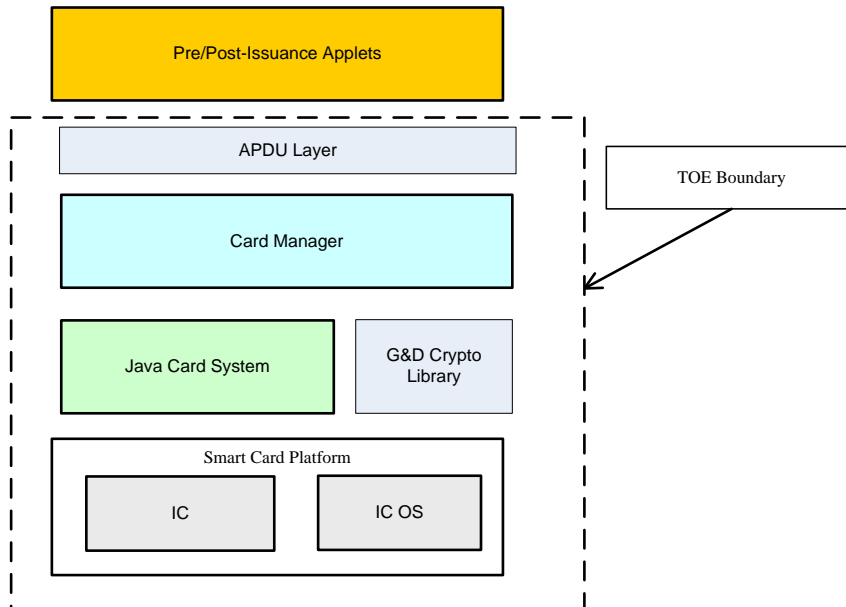 Pre/Post-Issuance Applets
APDU Layer
TOE Boundary
Card Manager
Java Card System
G&D Crypto
Library
Smart Card Platform
IC
IC OS